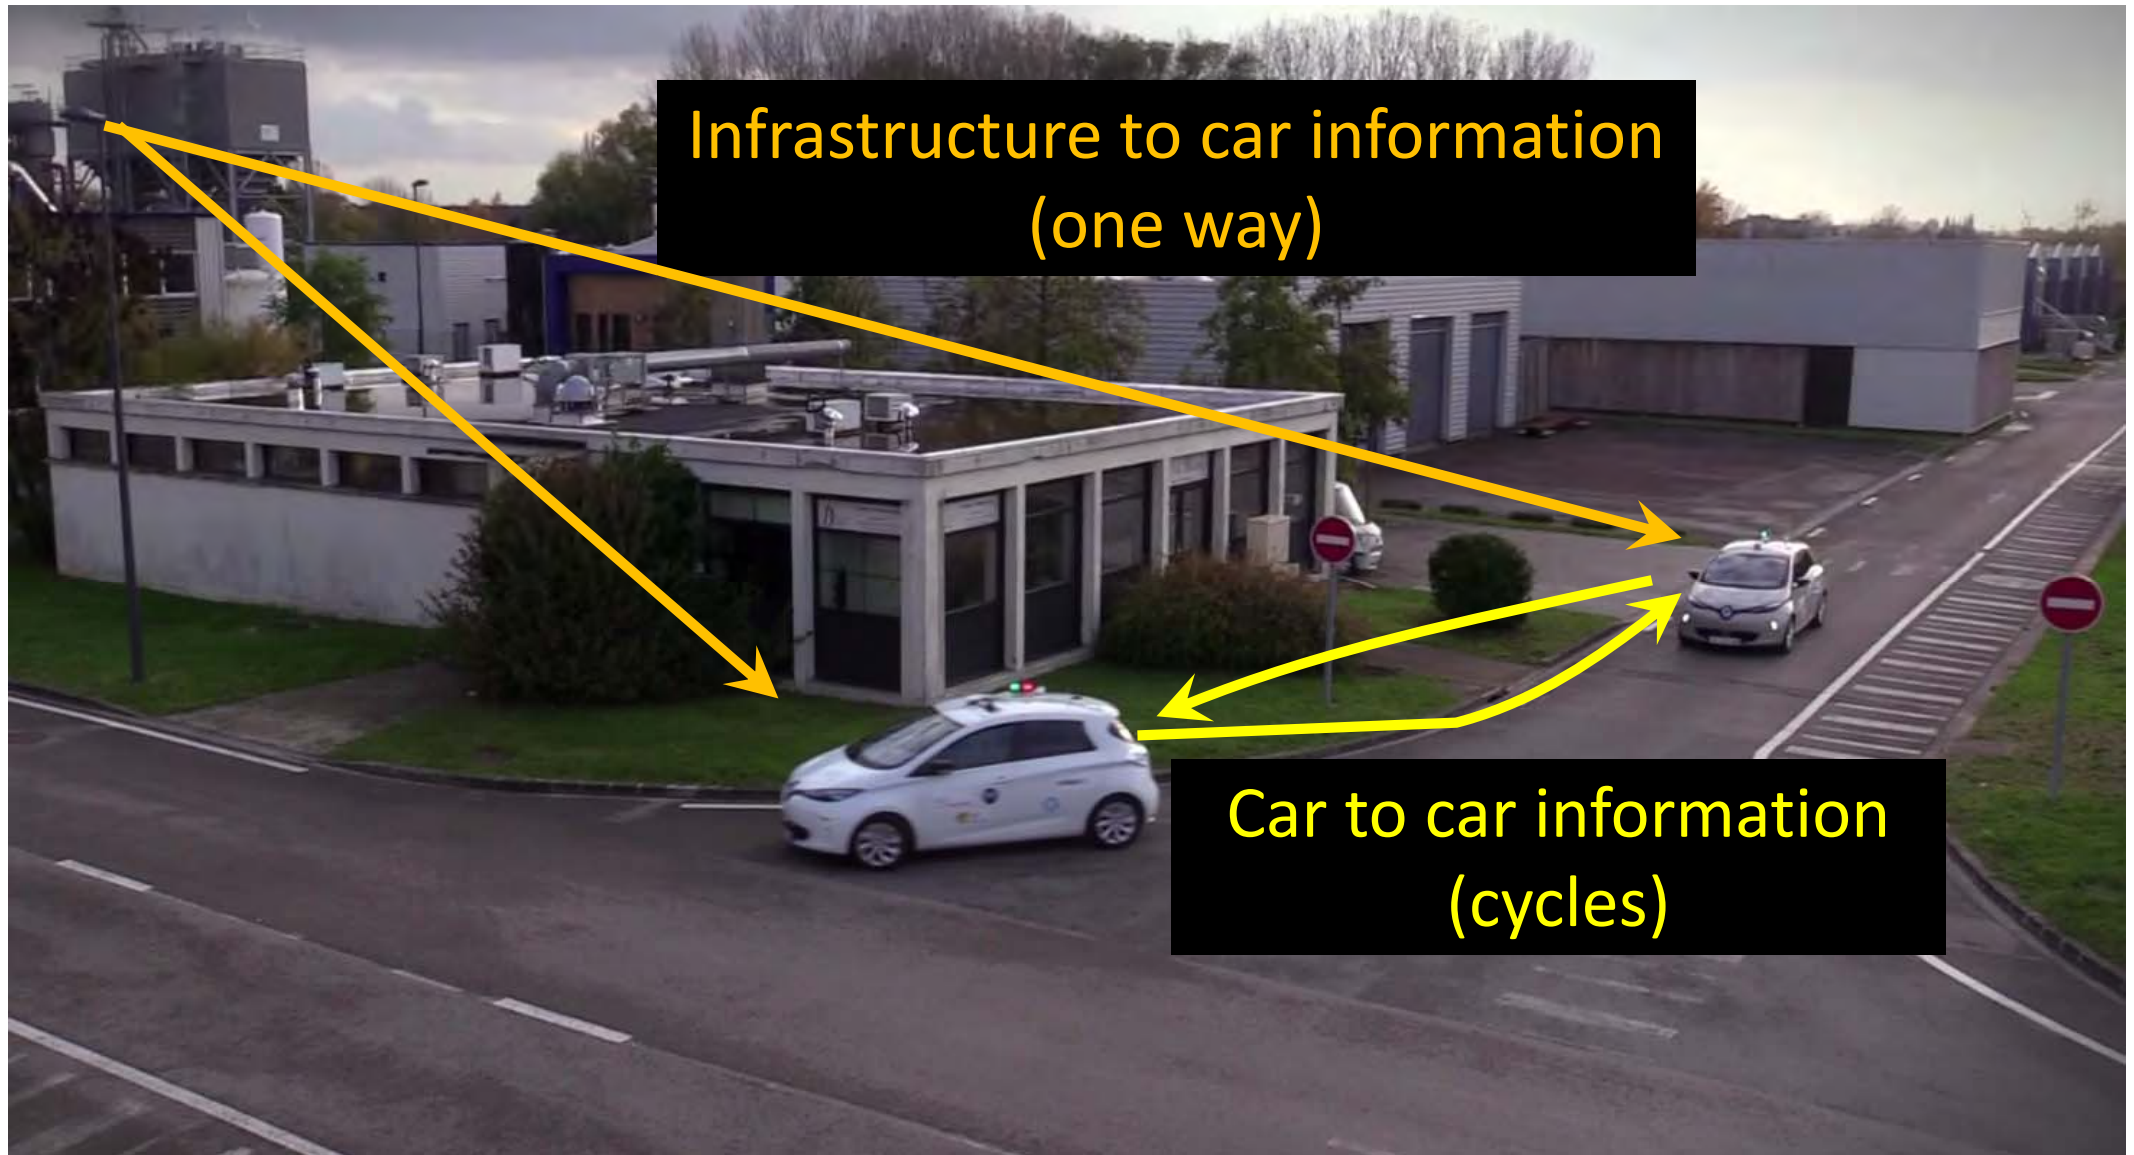 Infrastructure to car information
(one way)
Car to car information
(cycles)